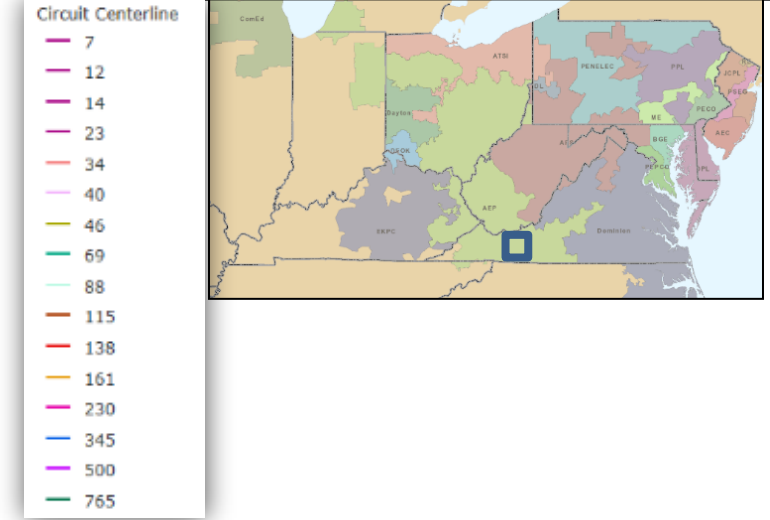 Circuit Centerline
7
12
14
23
34
40
46
69
88
115
138
161
230
345
500
765
ComEd
ATSI
PENELEC
PPL
JCPL
DL
PSEG
Dayton
PECO
ME
AEC
BGE
DEOK
PEPCO
DPL
AEP
EKPC
Dominion